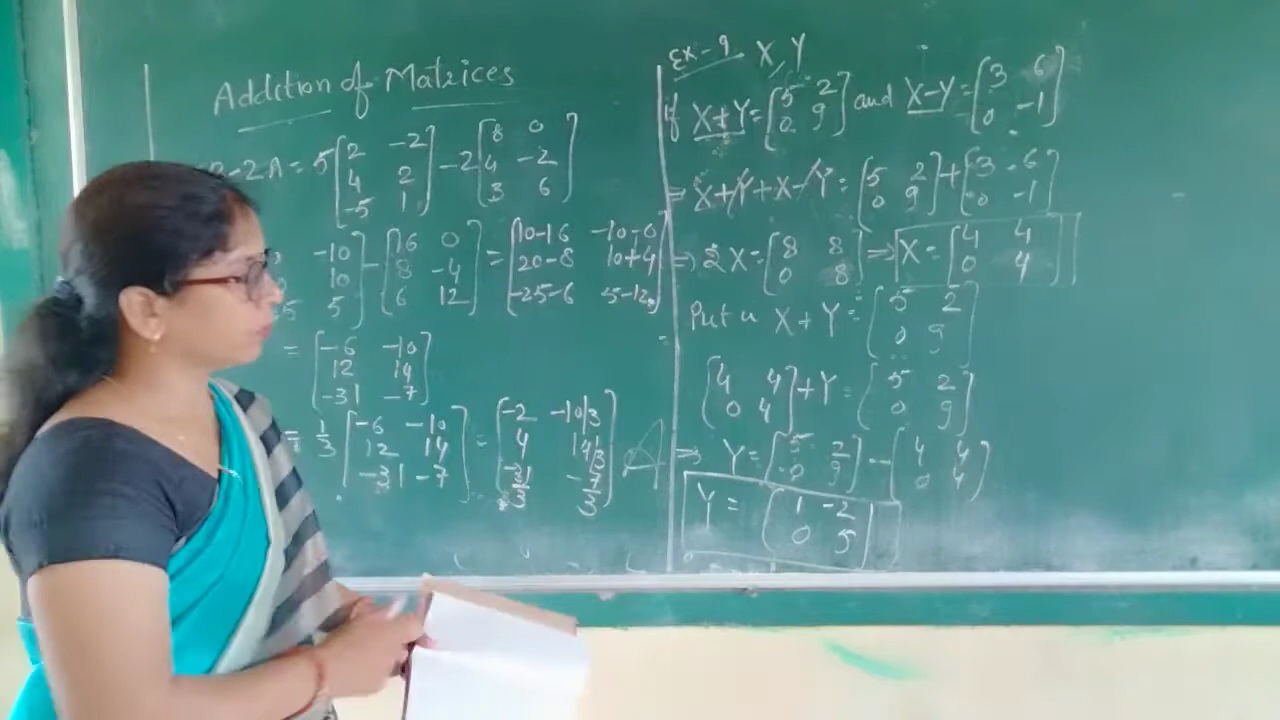 Addition of Matrices
-2A = 5 [2 -2] - 2 [8 0]
[4 2] [4 -2]
[-5 1] [3 6]
-10] - [16 0] = [10-16 -10-0]
10] [8 -4] [20-8 10+4]
5] [6 12] [-25-6 5-12]
= [-6 -10]
[12 14]
[-31 -7]
= 1/3 [-6 -10] = [-2 -10/3]
[12 14] [4 14/3]
[-31 -7] [-31/3 -7/3]
Ex-9 X, Y
If X+Y = [5 2] and X-Y = [3 6]
[0 9] [0 -1]
⇒ X+Y+X-Y = [5 2] + [3 6]
[0 9] [0 -1]
⇒ 2X = [8 8] ⇒ X = [4 4]
[0 8] [0 4]
Put in X+Y = [5 2]
[0 9]
[4 4] + Y = [5 2]
[0 4] [0 9]
⇒ Y = [5 2] - [4 4]
[0 9] [0 4]
Y = [1 -2]
[0 5]